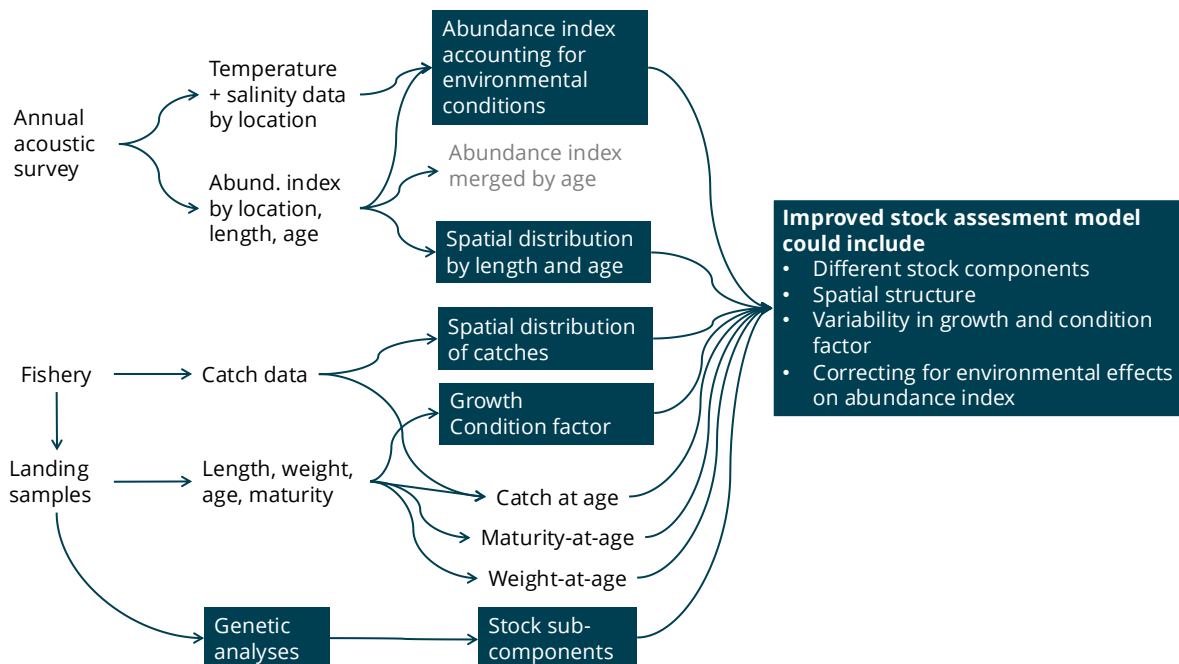 Annual
acoustic
survey
Temperature
+ salinity data
by location
Abund. index
by location,
length, age
Abundance index
accounting for
environmental
conditions
Abundance index
merged by age
Spatial distribution
by length and age
Fishery
Catch data
Spatial distribution
of catches
Growth
Condition factor
Landing
samples
Length, weight,
age, maturity
Catch at age
Maturity-at-age
Weight-at-age
Genetic
analyses
Stock sub-
components
Improved stock assesment model
could include
• Different stock components
• Spatial structure
• Variability in growth and condition
factor
• Correcting for environmental effects
on abundance index